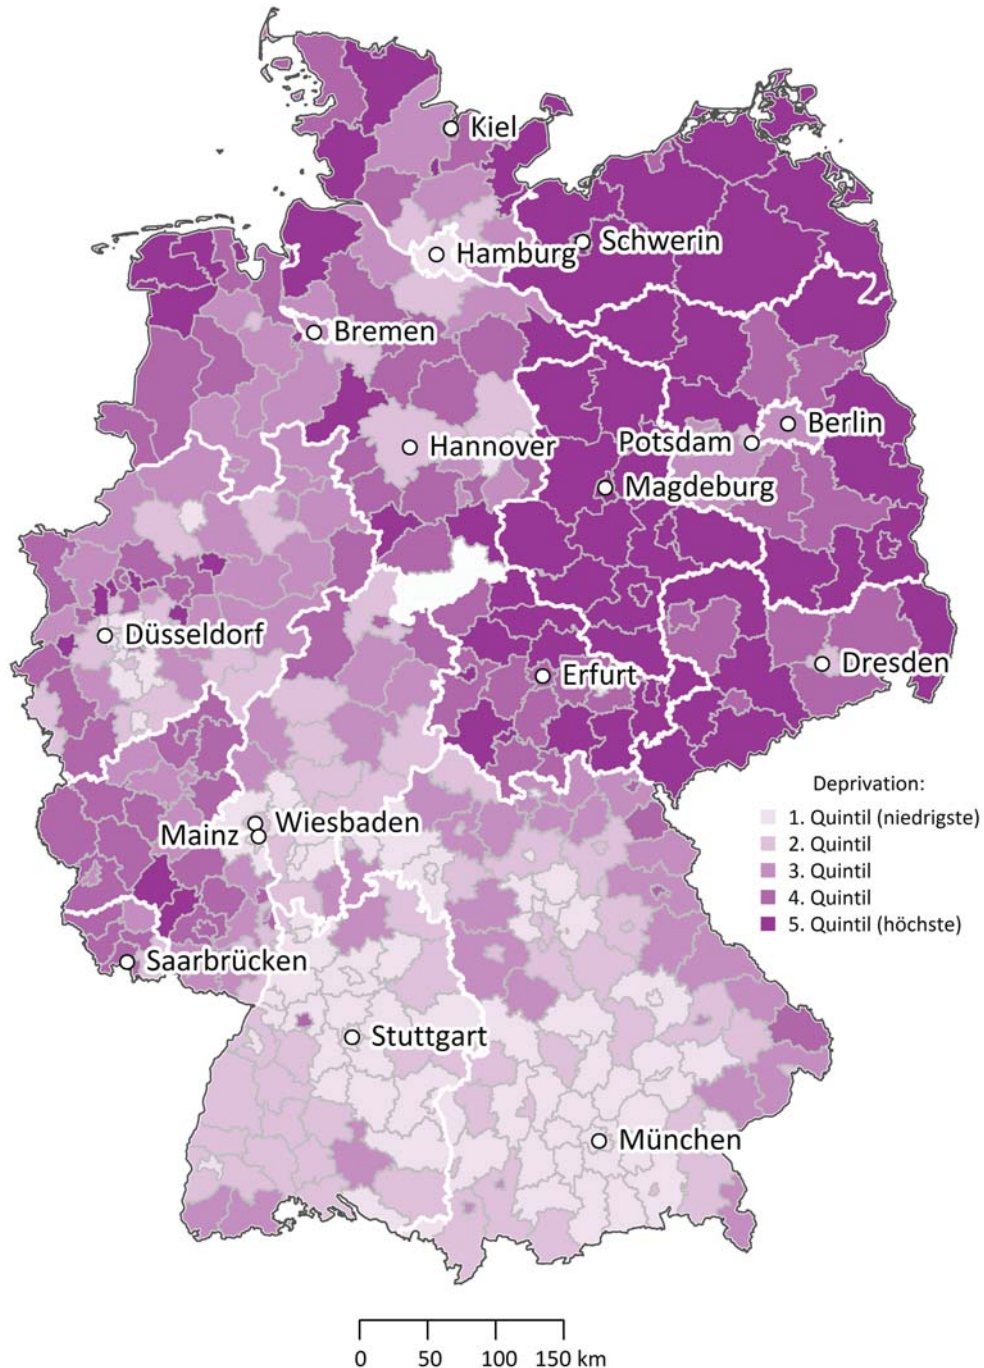 Kiel
Schwerin
Hamburg
Bremen
Berlin
Potsdam
Hannover
Magdeburg
Düsseldorf
Dresden
Erfurt
Deprivation:
1. Quintil (niedrigste)
2. Quintil
3. Quintil
4. Quintil
5. Quintil (höchste)
Wiesbaden
Mainz
Saarbrücken
Stuttgart
München
0 50 100 150 km